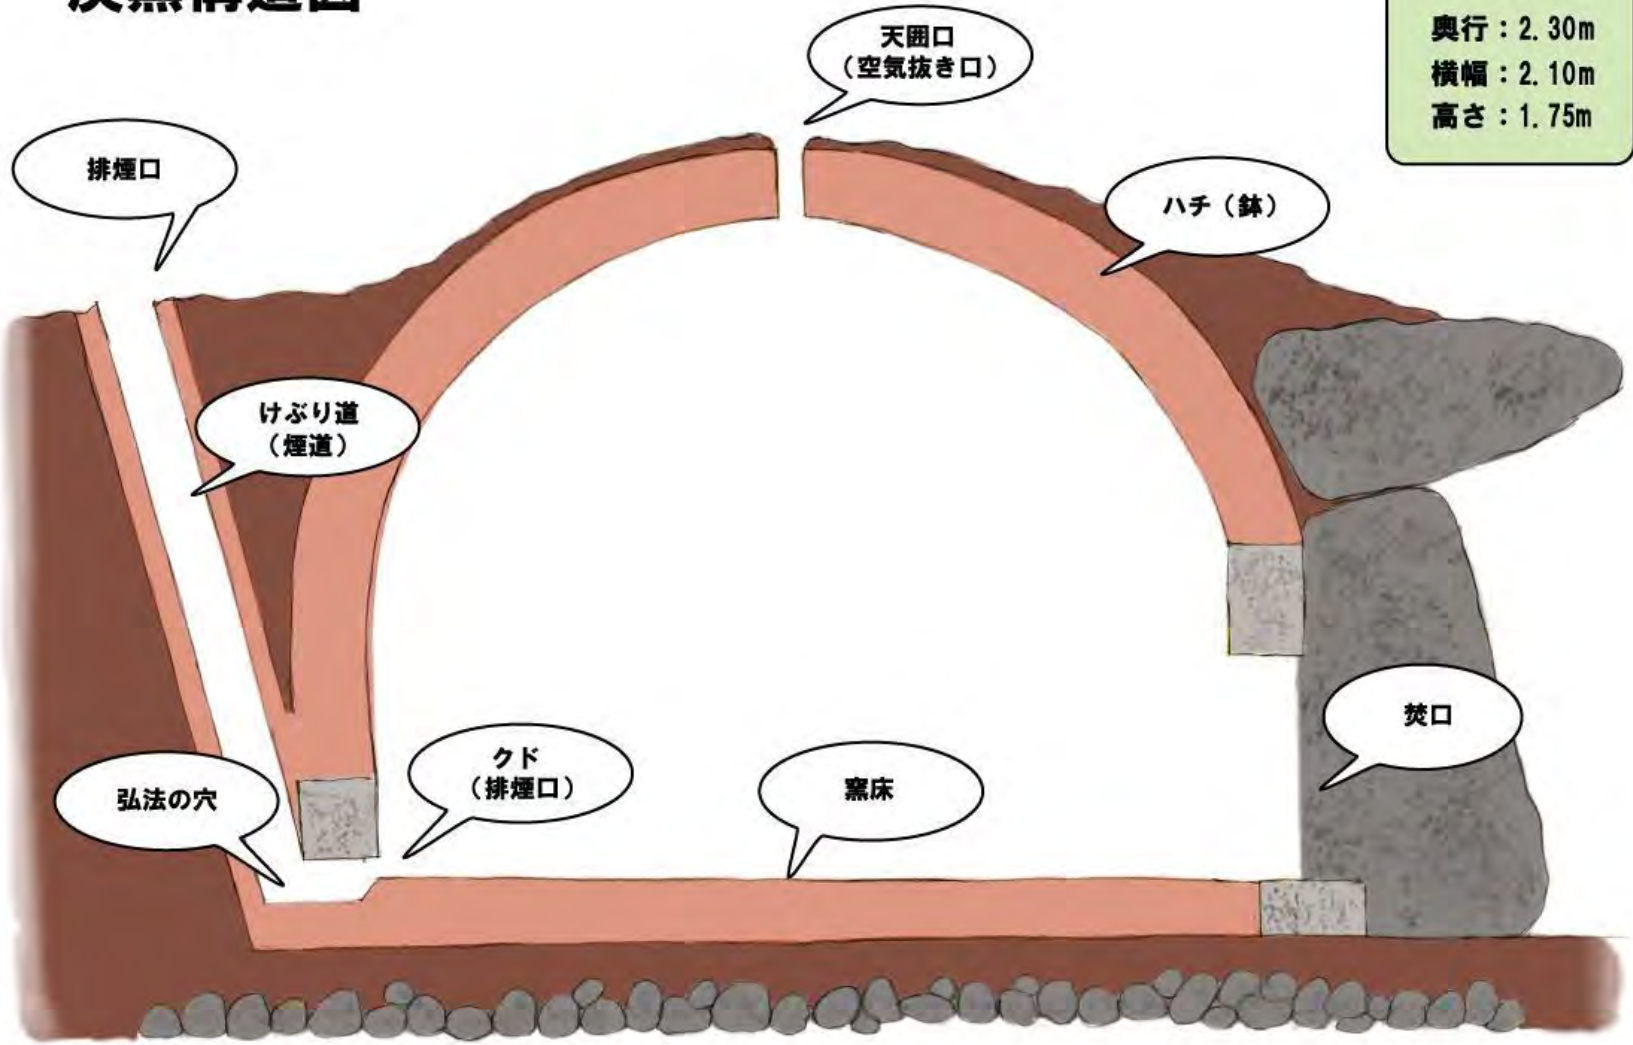 奥行：2.30m
横幅：2.10m
高さ：1.75m
天囲口
（空気抜き口）
排煙口
ハチ（鉢）
けぶり道
（煙道）
焚口
クド
（排煙口）
窯床
弘法の穴